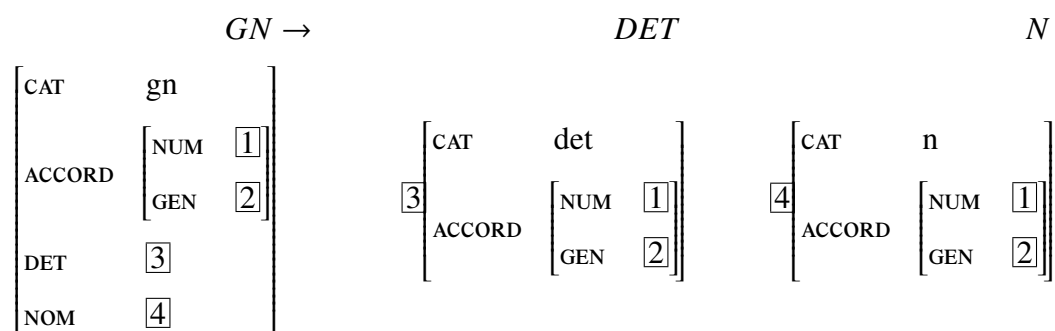 GN → DET N
CAT gn
ACCORD NUM 1
GEN 2
DET 3
NOM 4
3 CAT det
ACCORD NUM 1
GEN 2
4 CAT n
ACCORD NUM 1
GEN 2